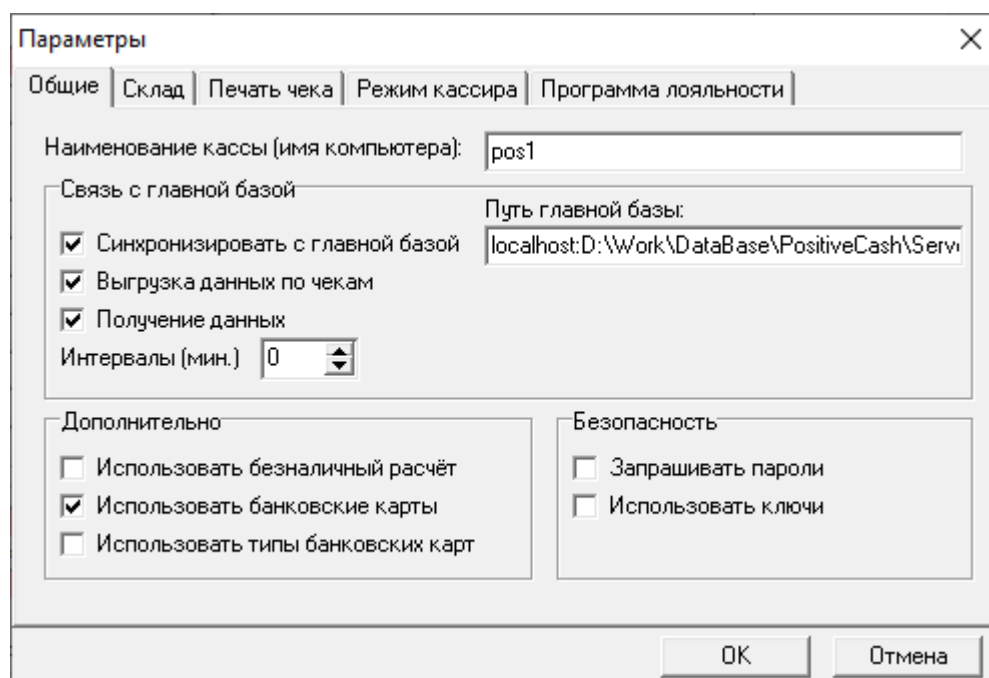 Параметры
Общие Склад Печать чека Режим кассира Программа лояльности
Наименование кассы (имя компьютера): pos1
Связь с главной базой
Путь главной базы:
Синхронизировать с главной базой localhost:D:\Work\DataBase\PositiveCash\Serv
Выгрузка данных по чекам
Получение данных
Интервалы (мин.) 0
Дополнительно Безопасность
Использовать безналичный расчёт Запрашивать пароли
Использовать банковские карты Использовать ключи
Использовать типы банковских карт
OK Отмена